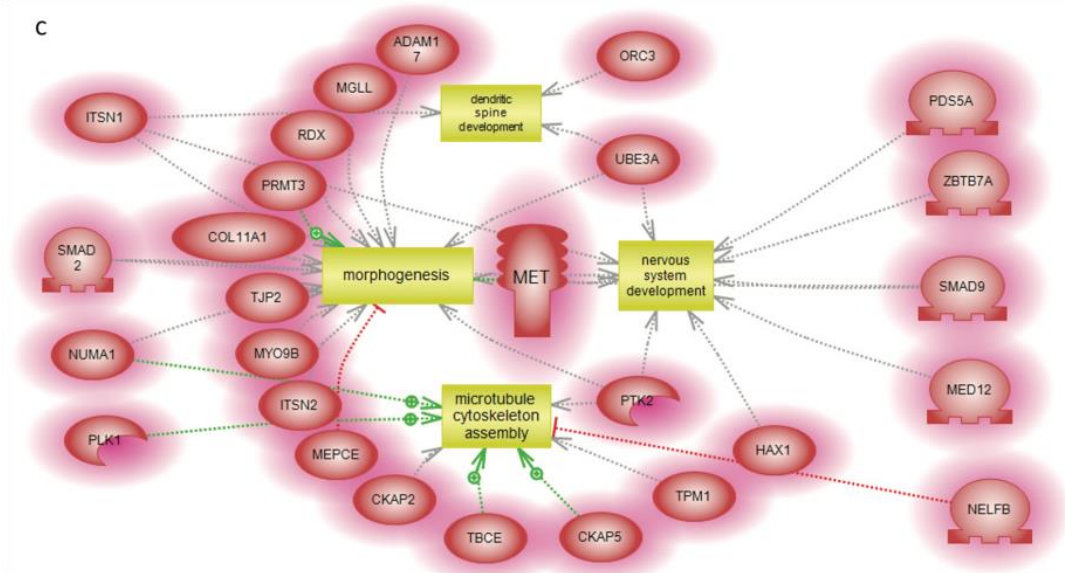 c
ADAM1
7
ORC3
MGLL
dendritic
spine
development
PDS5A
ITSN1
RDX
UBE3A
PRMT3
ZBTB7A
COL11A1
SMAD
2
morphogenesis
MET
nervous
system
development
SMAD9
TJP2
NUMA1
MYO9B
MED12
ITSN2
microtubule
cytoskeleton
assembly
PTK2
PLK1
MEPCE
HAX1
CKAP2
TPM1
NELFB
TBCE
CKAP5